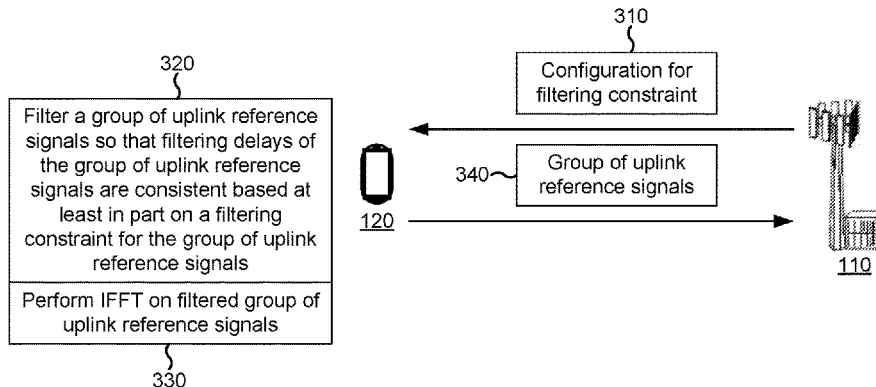 310
Configuration for
filtering constraint
320
Filter a group of uplink reference
signals so that filtering delays of
the group of uplink reference
signals are consistent based at
least in part on a filtering
constraint for the group of uplink
reference signals
340
Group of uplink
reference signals
120
110
Perform IFFT on filtered group of
uplink reference signals
330